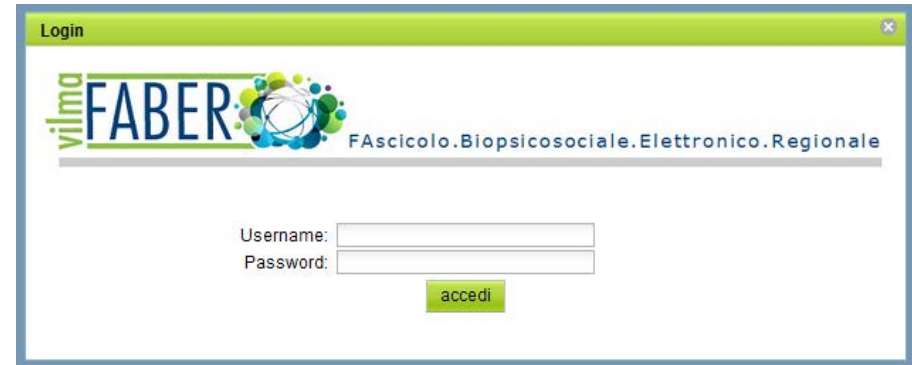 Login
vilma
FABER
FAscicolo.Biopsicosociale.Elettronico.Regionale
Username:
Password:
accedi